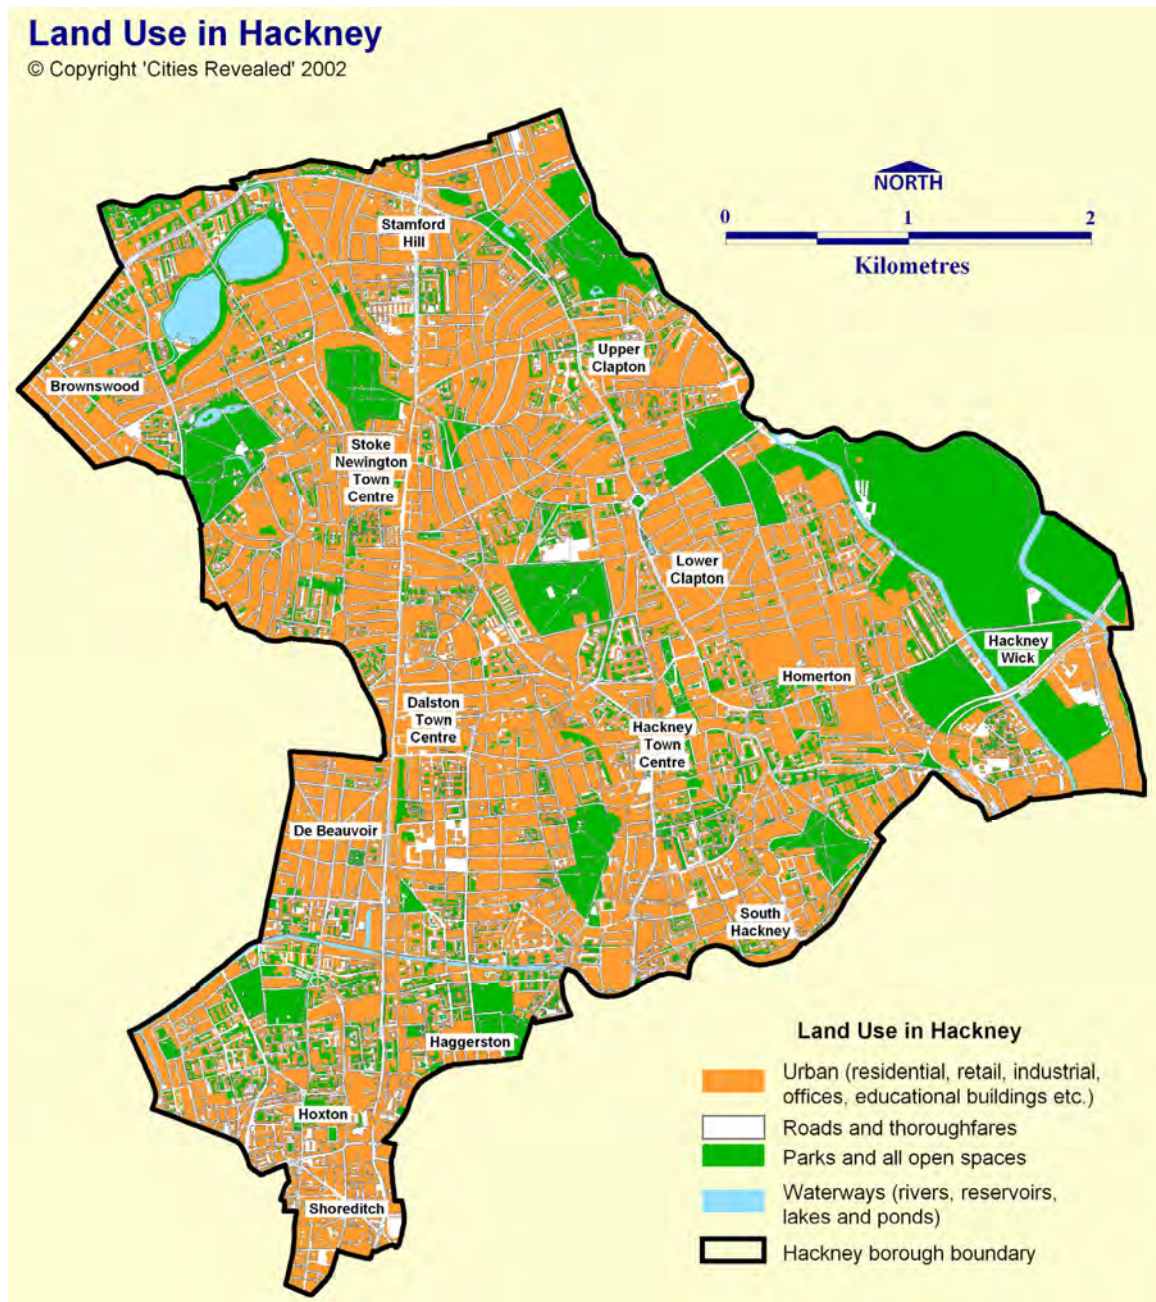 Land Use in Hackney
© Copyright 'Cities Revealed' 2002
NORTH
0 1 2
Kilometres
Stamford
Hill
Upper
Clapton
Brownswood
Stoke
Newington
Town
Centre
Lower
Clapton
Hackney
Wick
Homerton
Dalston
Town
Centre
Hackney
Town
Centre
De Beauvoir
South
Hackney
Haggerston
Hoxton
Shoreditch
Land Use in Hackney
Urban (residential, retail, industrial,
offices, educational buildings etc.)
Roads and thoroughfares
Parks and all open spaces
Waterways (rivers, reservoirs,
lakes and ponds)
Hackney borough boundary